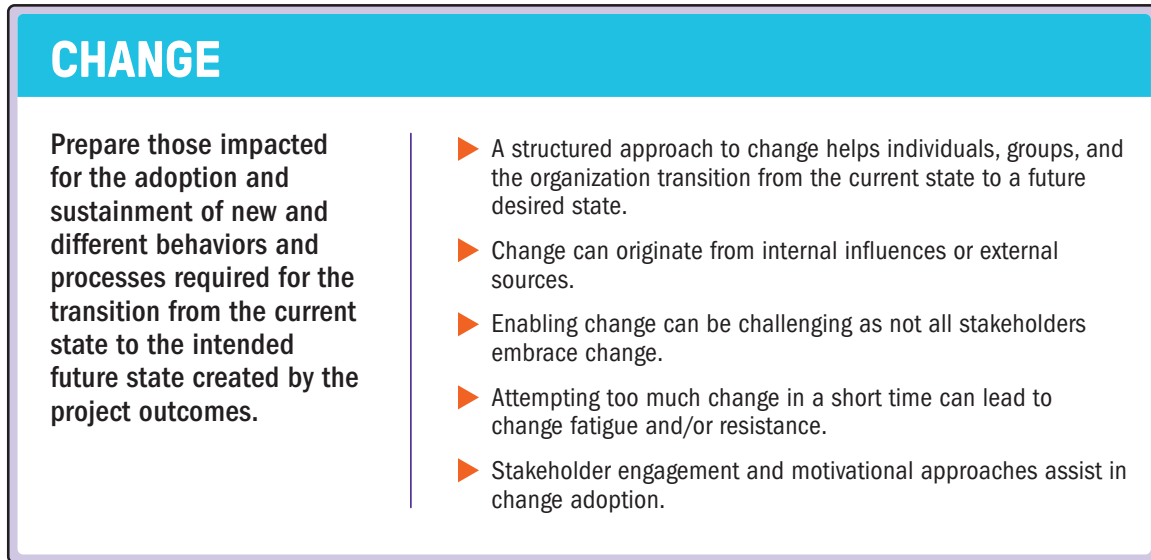 CHANGE
Prepare those impacted
for the adoption and
sustainment of new and
different behaviors and
processes required for the
transition from the current
state to the intended
future state created by the
project outcomes.
A structured approach to change helps individuals, groups, and
the organization transition from the current state to a future
desired state.
Change can originate from internal influences or external
sources.
Enabling change can be challenging as not all stakeholders
embrace change.
Attempting too much change in a short time can lead to
change fatigue and/or resistance.
Stakeholder engagement and motivational approaches assist in
change adoption.